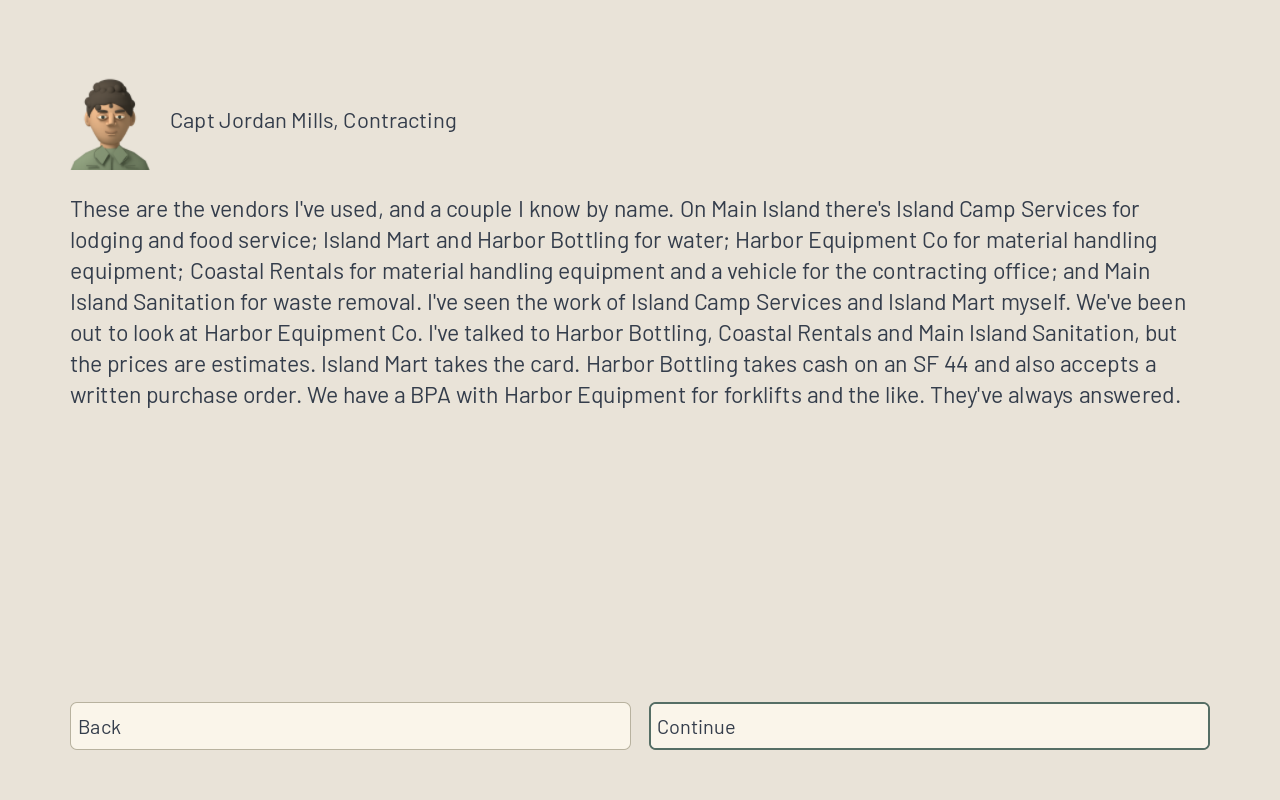 Capt Jordan Mills, Contracting
These are the vendors I've used, and a couple I know by name. On Main Island there's Island Camp Services for
lodging and food service; Island Mart and Harbor Bottling for water; Harbor Equipment Co for material handling
equipment; Coastal Rentals for material handling equipment and a vehicle for the contracting office; and Main
Island Sanitation for waste removal. I've seen the work of Island Camp Services and Island Mart myself. We've been
out to look at Harbor Equipment Co. I've talked to Harbor Bottling, Coastal Rentals and Main Island Sanitation, but
the prices are estimates. Island Mart takes the card. Harbor Bottling takes cash on an SF 44 and also accepts a
written purchase order. We have a BPA with Harbor Equipment for forklifts and the like. They've always answered.
Back
Continue